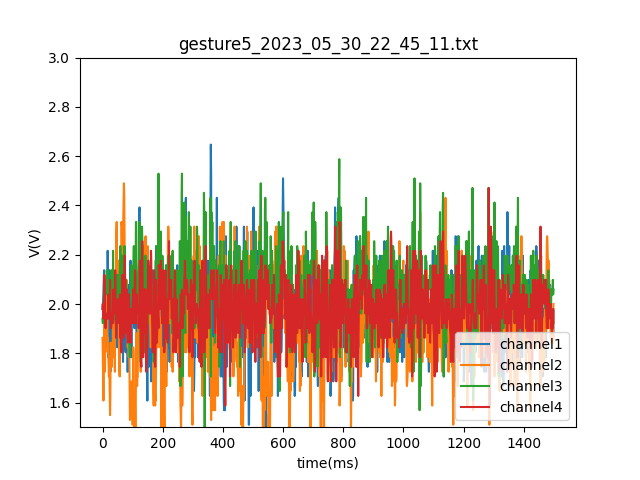 gesture5_2023_05_30_22_45_11.txt
3.0
2.8
2.6
2.4
2.2
2.0
1.8
1.6
V(V)
channel1
channel2
channel3
channel4
0 200 400 600 800 1000 1200 1400
time(ms)